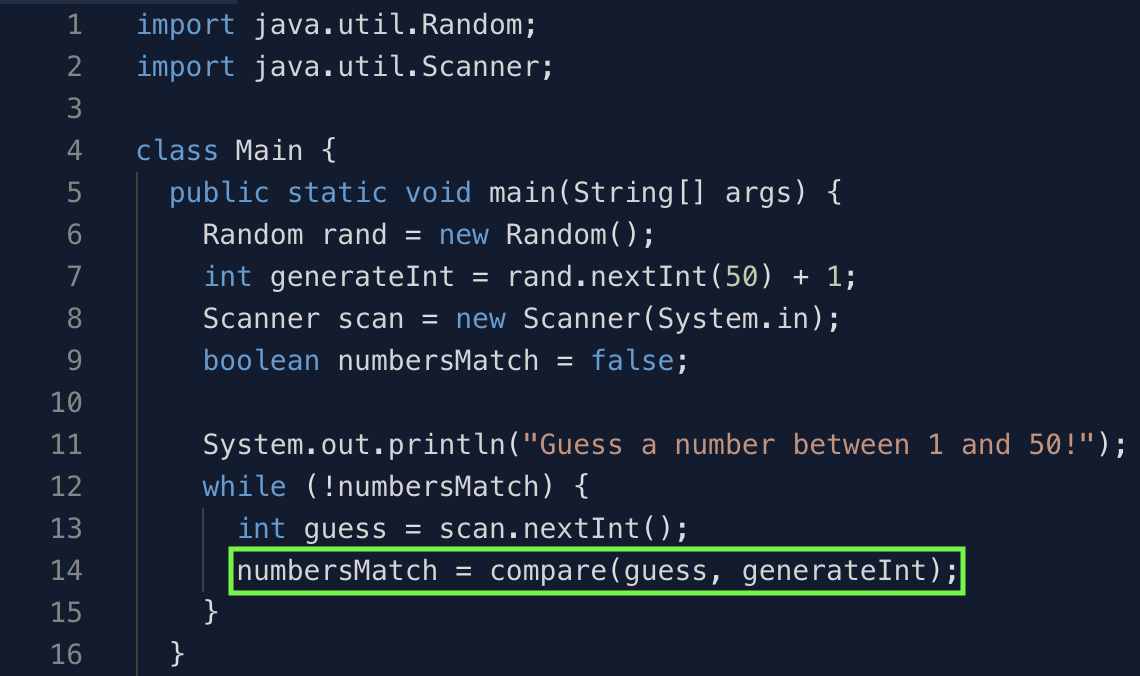 1 import java.util.Random;
2 import java.util.Scanner;
3
4 class Main {
5   public static void main(String[] args) {
6     Random rand = new Random();
7     int generateInt = rand.nextInt(50) + 1;
8     Scanner scan = new Scanner(System.in);
9     boolean numbersMatch = false;
10
11     System.out.println("Guess a number between 1 and 50!");
12     while (!numbersMatch) {
13       int guess = scan.nextInt();
14       numbersMatch = compare(guess, generateInt);
15     }
16   }